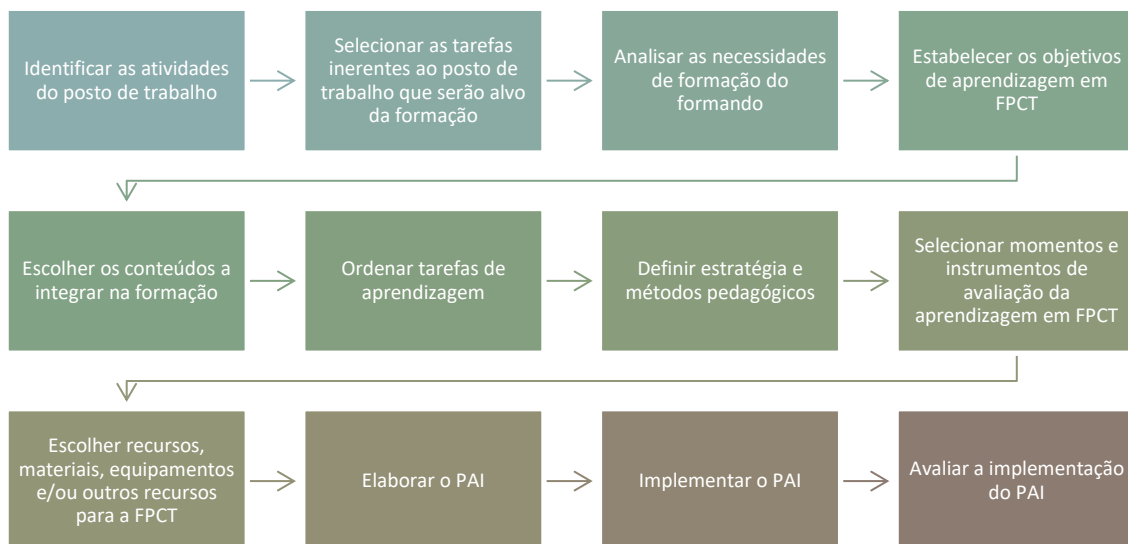 Identificar as atividades
do posto de trabalho
Selecionar as tarefas
inerentes ao posto de
trabalho que serão alvo
da formação
Analisar as necessidades
de formação do
formando
Estabelecer os objetivos
de aprendizagem em
FPCT
Escolher os conteúdos a
integrar na formação
Ordenar tarefas de
aprendizagem
Definir estratégia e
métodos pedagógicos
Selecionar momentos e
instrumentos de
avaliação da
aprendizagem em FPCT
Escolher recursos,
materiais, equipamentos
e/ou outros recursos
para a FPCT
Elaborar o PAI
Implementar o PAI
Avaliar a implementação
do PAI